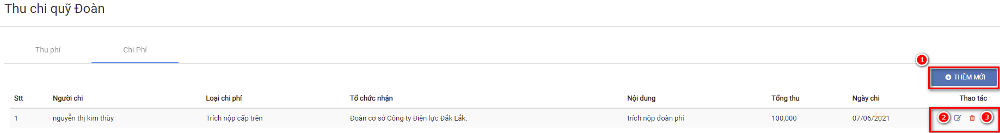 Thu chi quỹ Đoàn
Thu phí Chi Phí
1
THÊM MỚI
Stt Người chi Loại chi phí Tổ chức nhận Nội dung Tổng thu Ngày chi Thao tác
1 nguyễn thị kim thùy Trích nộp cấp trên Đoàn cơ sở Công ty Điện lực Đắk Lắk. trích nộp đoàn phí 100,000 07/06/2021 2 3